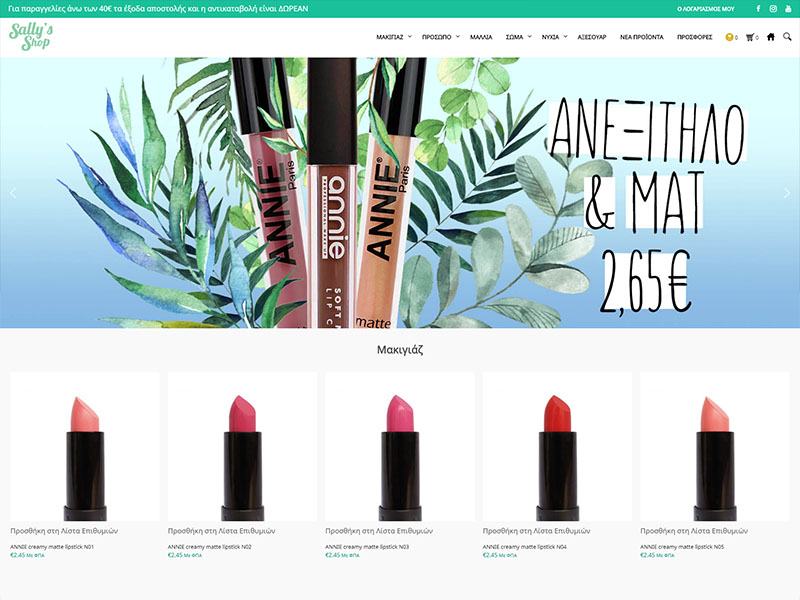 Για παραγγελίες άνω των 40€ τα έξοδα αποστολής και η αντικαταβολή είναι ΔΩΡΕΑΝ
Ο ΛΟΓΑΡΙΑΣΜΟΣ ΜΟΥ
Sally's
Shop
ΜΑΚΙΓΙΑΖ ΠΡΟΣΩΠΟ ΜΑΛΛΙΑ ΣΩΜΑ ΝΥΧΙΑ ΑΞΕΣΟΥΑΡ ΝΕΑ ΠΡΟΪΟΝΤΑ ΠΡΟΣΦΟΡΕΣ 0 0
ANNIE® Paris
annie
PROFESSIONAL MAKE UP
ANNIE® Paris
matte
ΑΝΕΞΙΤΗΛΟ
& ΜΑΤ
2,65€
Μακιγιάζ
Προσθήκη στη Λίστα Επιθυμιών Προσθήκη στη Λίστα Επιθυμιών Προσθήκη στη Λίστα Επιθυμιών Προσθήκη στη Λίστα Επιθυμιών Προσθήκη στη Λίστα Επιθυμιών
ANNIE creamy matte lipstick N01 ANNIE creamy matte lipstick N02 ANNIE creamy matte lipstick N03 ANNIE creamy matte lipstick N04 ANNIE creamy matte lipstick N05
€2.45 Με ΦΠΑ €2.45 Με ΦΠΑ €2.45 Με ΦΠΑ €2.45 Με ΦΠΑ €2.45 Με ΦΠΑ